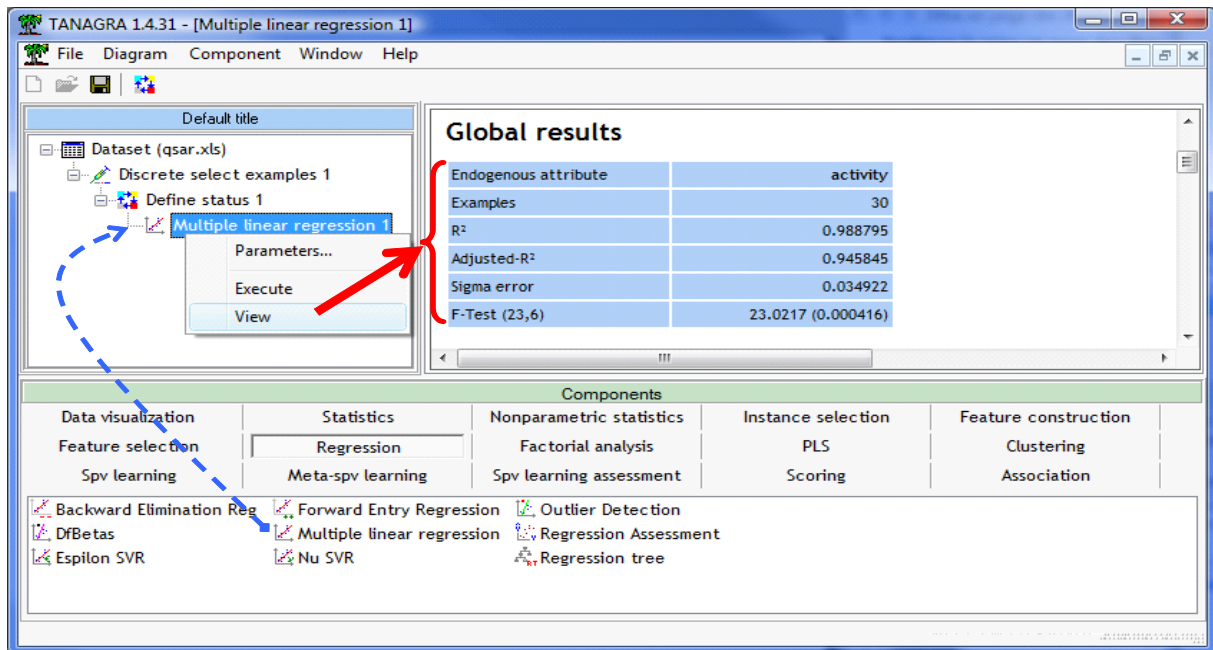 TANAGRA 1.4.31 - [Multiple linear regression 1]
File Diagram Component Window Help
Default title
Dataset (qsar.xls)
Discrete select examples 1
Define status 1
Multiple linear regression 1
Parameters...
Execute
View
Global results
Endogenous attribute activity
Examples 30
R² 0.988795
Adjusted-R² 0.945845
Sigma error 0.034922
F-Test (23,6) 23.0217 (0.000416)
Components
Data visualization Statistics Nonparametric statistics Instance selection Feature construction
Feature selection Regression Factorial analysis PLS Clustering
Spv learning Meta-spv learning Spv learning assessment Scoring Association
Backward Elimination Reg Forward Entry Regression Outlier Detection
DfBetas Multiple linear regression Regression Assessment
Espilon SVR Nu SVR Regression tree